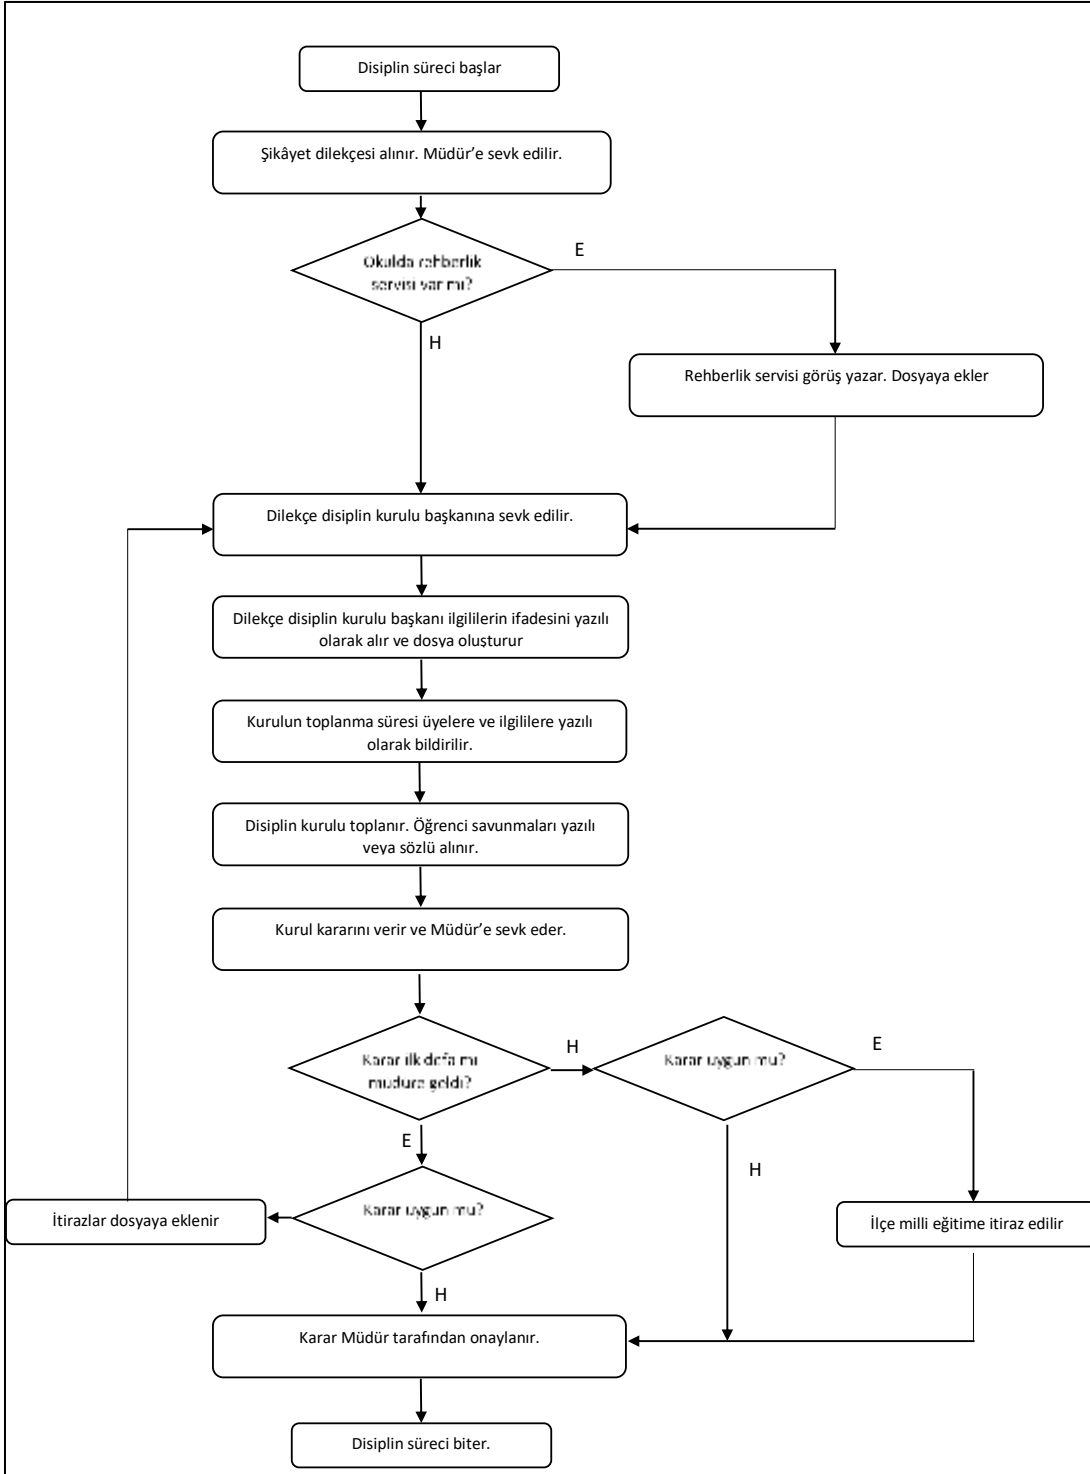 Disiplin süreci başlar
Şikâyet dilekçesi alınır. Müdür’e sevk edilir.
Okulda rehberlik
servisi var mı?
E
H
Rehberlik servisi görüş yazar. Dosyaya ekler
Dilekçe disiplin kurulu başkanına sevk edilir.
Dilekçe disiplin kurulu başkanı ilgililerin ifadesini yazılı
olarak alır ve dosya oluşturur
Kurulun toplanma süresi üyelere ve ilgililere yazılı
olarak bildirilir.
Disiplin kurulu toplanır. Öğrenci savunmaları yazılı
veya sözlü alınır.
Kurul kararını verir ve Müdür’e sevk eder.
Karar ilk defa mı
müdüre geldi?
H
Karar uygun mu?
E
E
H
Karar uygun mu?
İtirazlar dosyaya eklenir
İlçe milli eğitime itiraz edilir
H
Karar Müdür tarafından onaylanır.
Disiplin süreci biter.